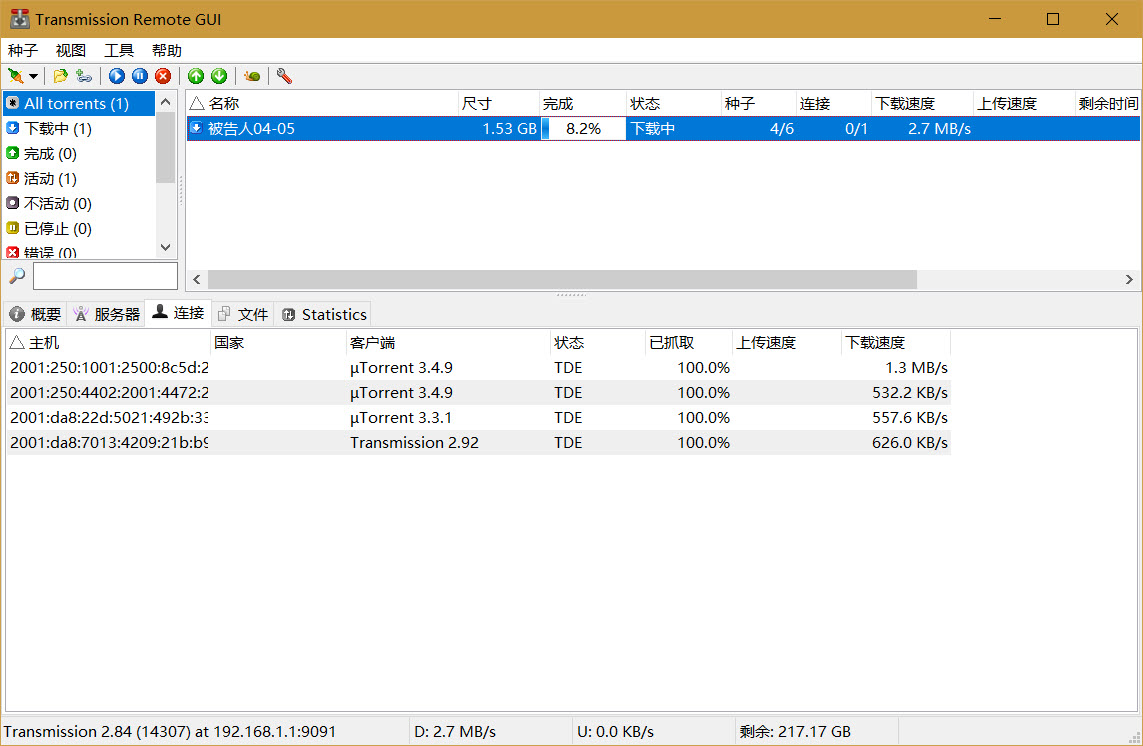 Transmission Remote GUI
种子 视图 工具 帮助
All torrents (1)
下载中 (1)
完成 (0)
活动 (1)
不活动 (0)
已停止 (0)
错误 (0)
名称 尺寸 完成 状态 种子 连接 下载速度 上传速度 剩余时间
被告人04-05 1.53 GB 8.2% 下载中 4/6 0/1 2.7 MB/s
概要 服务器 连接 文件 Statistics
主机 国家 客户端 状态 已抓取 上传速度 下载速度
2001:250:1001:2500:8c5d:2 µTorrent 3.4.9 TDE 100.0% 1.3 MB/s
2001:250:4402:2001:4472:2 µTorrent 3.4.9 TDE 100.0% 532.2 KB/s
2001:da8:22d:5021:492b:33 µTorrent 3.3.1 TDE 100.0% 557.6 KB/s
2001:da8:7013:4209:21b:b9 Transmission 2.92 TDE 100.0% 626.0 KB/s
Transmission 2.84 (14307) at 192.168.1.1:9091 D: 2.7 MB/s U: 0.0 KB/s 剩余: 217.17 GB